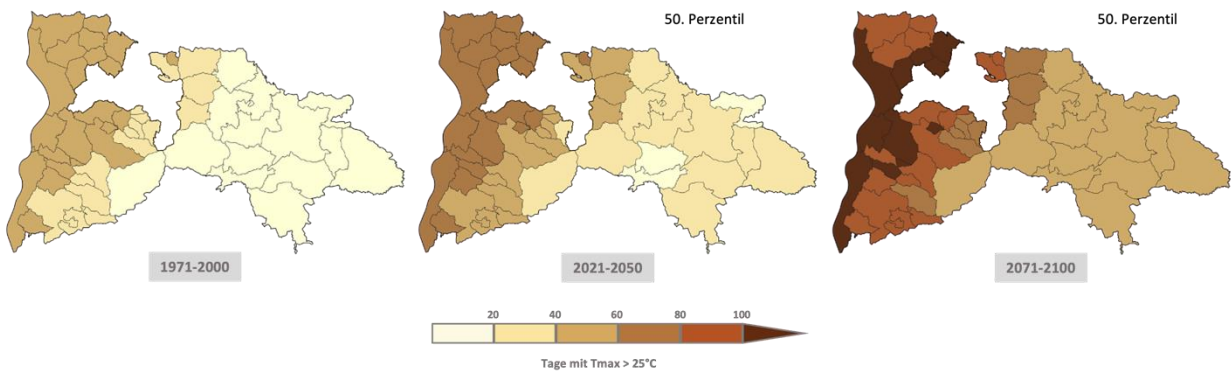 50. Perzentil
50. Perzentil
1971-2000
2021-2050
2071-2100
20 40 60 80 100
Tage mit Tmax > 25°C